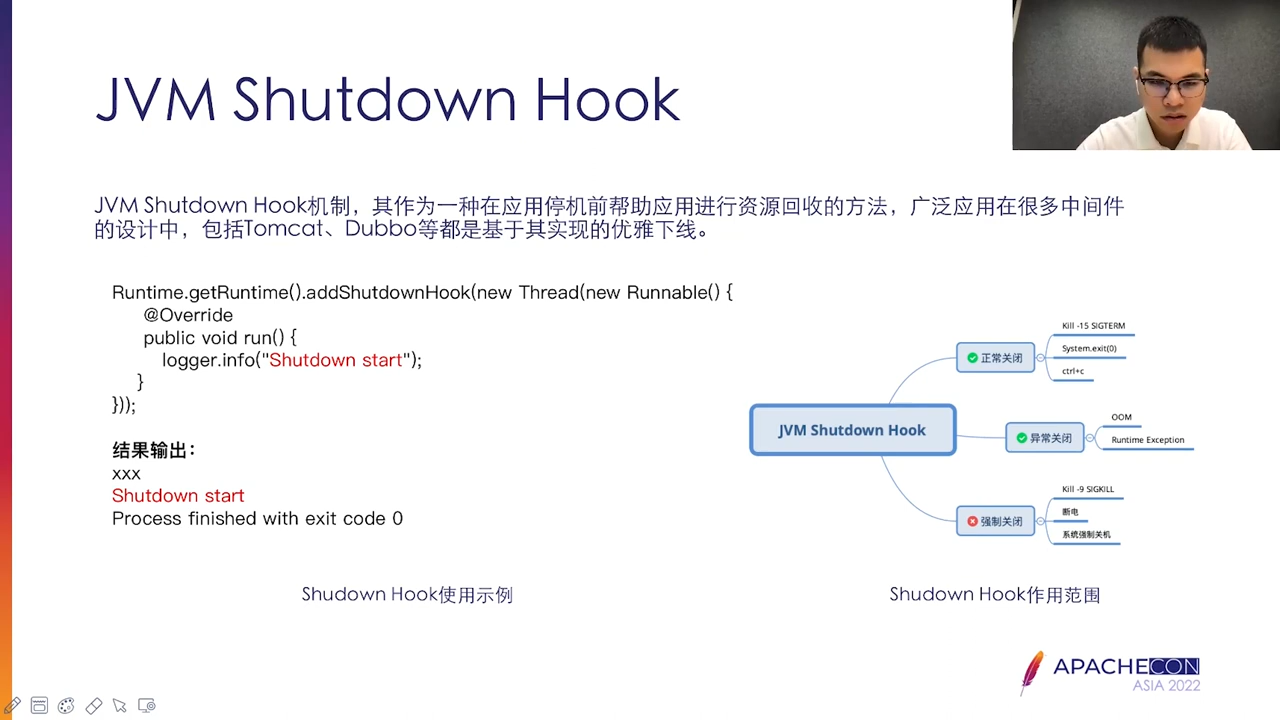 JVM Shutdown Hook
JVM Shutdown Hook机制，其作为一种在应用停机前帮助应用进行资源回收的方法，广泛应用在很多中间件
的设计中，包括Tomcat、Dubbo等都是基于其实现的优雅下线。
Runtime.getRuntime().addShutdownHook(new Thread(new Runnable() {
@Override
public void run() {
logger.info("Shutdown start");
}
}));
结果输出：
xxx
Shutdown start
Process finished with exit code 0
Shudown Hook使用示例
JVM Shutdown Hook
正常关闭
Kill -15 SIGTERM
System.exit(0)
ctrl+c
异常关闭
OOM
Runtime Exception
强制关闭
Kill -9 SIGKILL
断电
系统强制关机
Shudown Hook作用范围
APACHECON
ASIA 2022